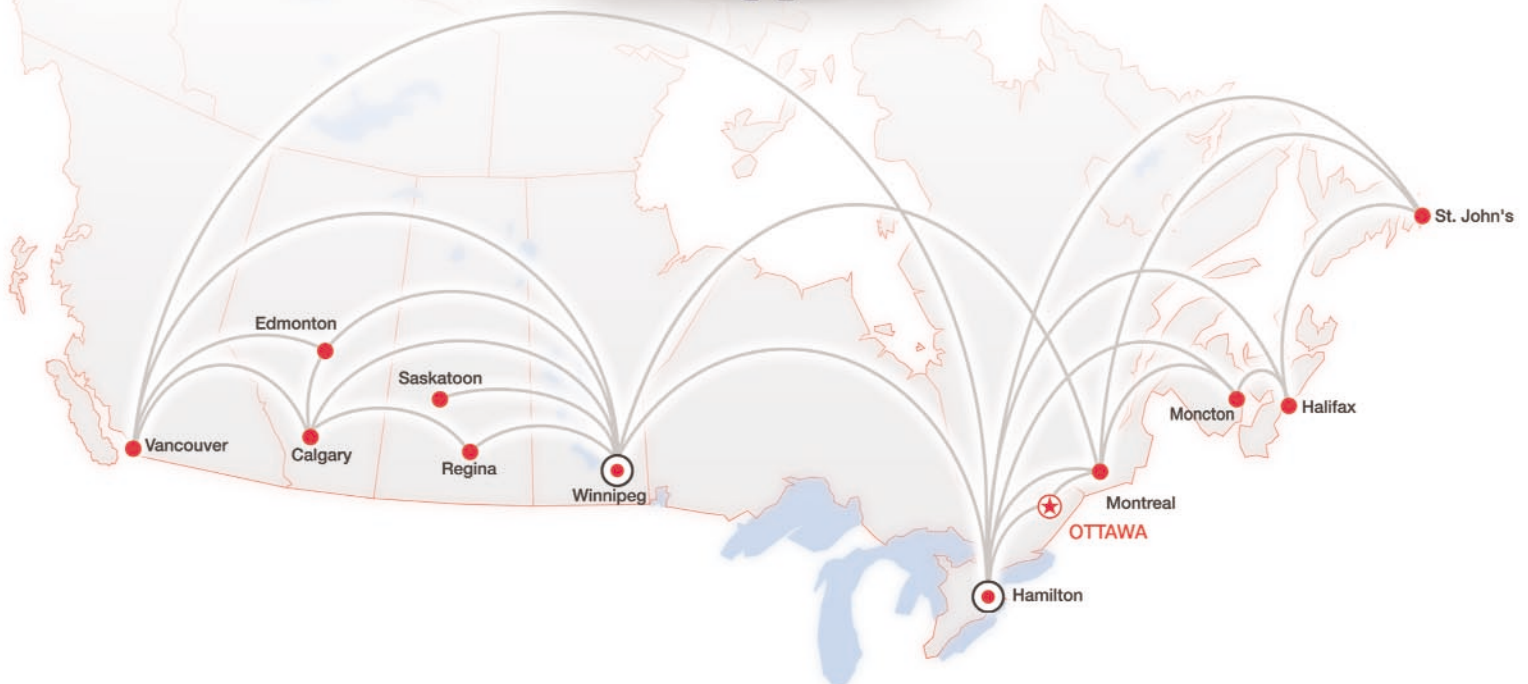 St. John's
Edmonton
Saskatoon
Moncton
Halifax
Vancouver
Calgary
Regina
Winnipeg
Montreal
OTTAWA
Hamilton